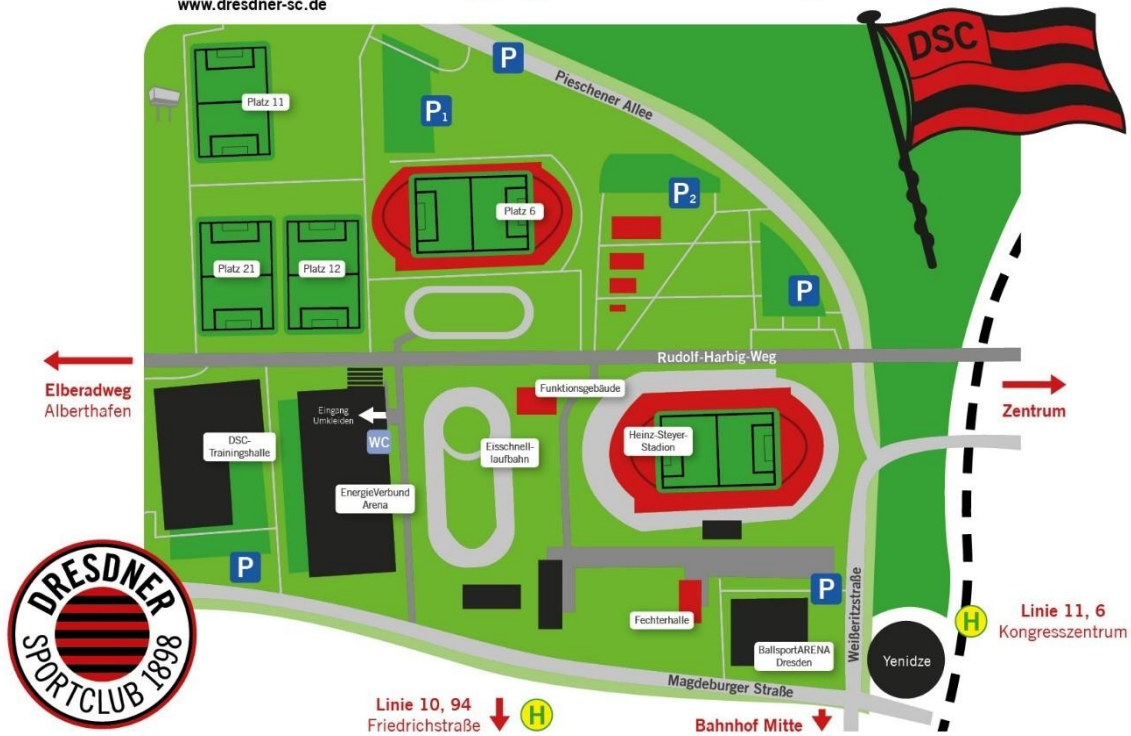 www.dresdner-sc.de
DSC
P
Pieschener Allee
Platz 11
P1
Platz 6
P2
Platz 21
Platz 12
P
Rudolf-Harbig-Weg
Elberadweg
Alberthafen
Zentrum
Funktionsgebäude
Eingang
Umkleiden
WC
DSC-
Trainingshalle
Eisschnell-
laufbahn
Heinz-Steyer-
Stadion
EnergieVerbund
Arena
P
P
Weißeritzstraße
Fechterhalle
BallsportARENA
Dresden
Yenidze
H
Linie 11, 6
Kongresszentrum
Magdeburger Straße
DRESDNER
SPORTCLUB 1898
Linie 10, 94
Friedrichstraße
H
Bahnhof Mitte